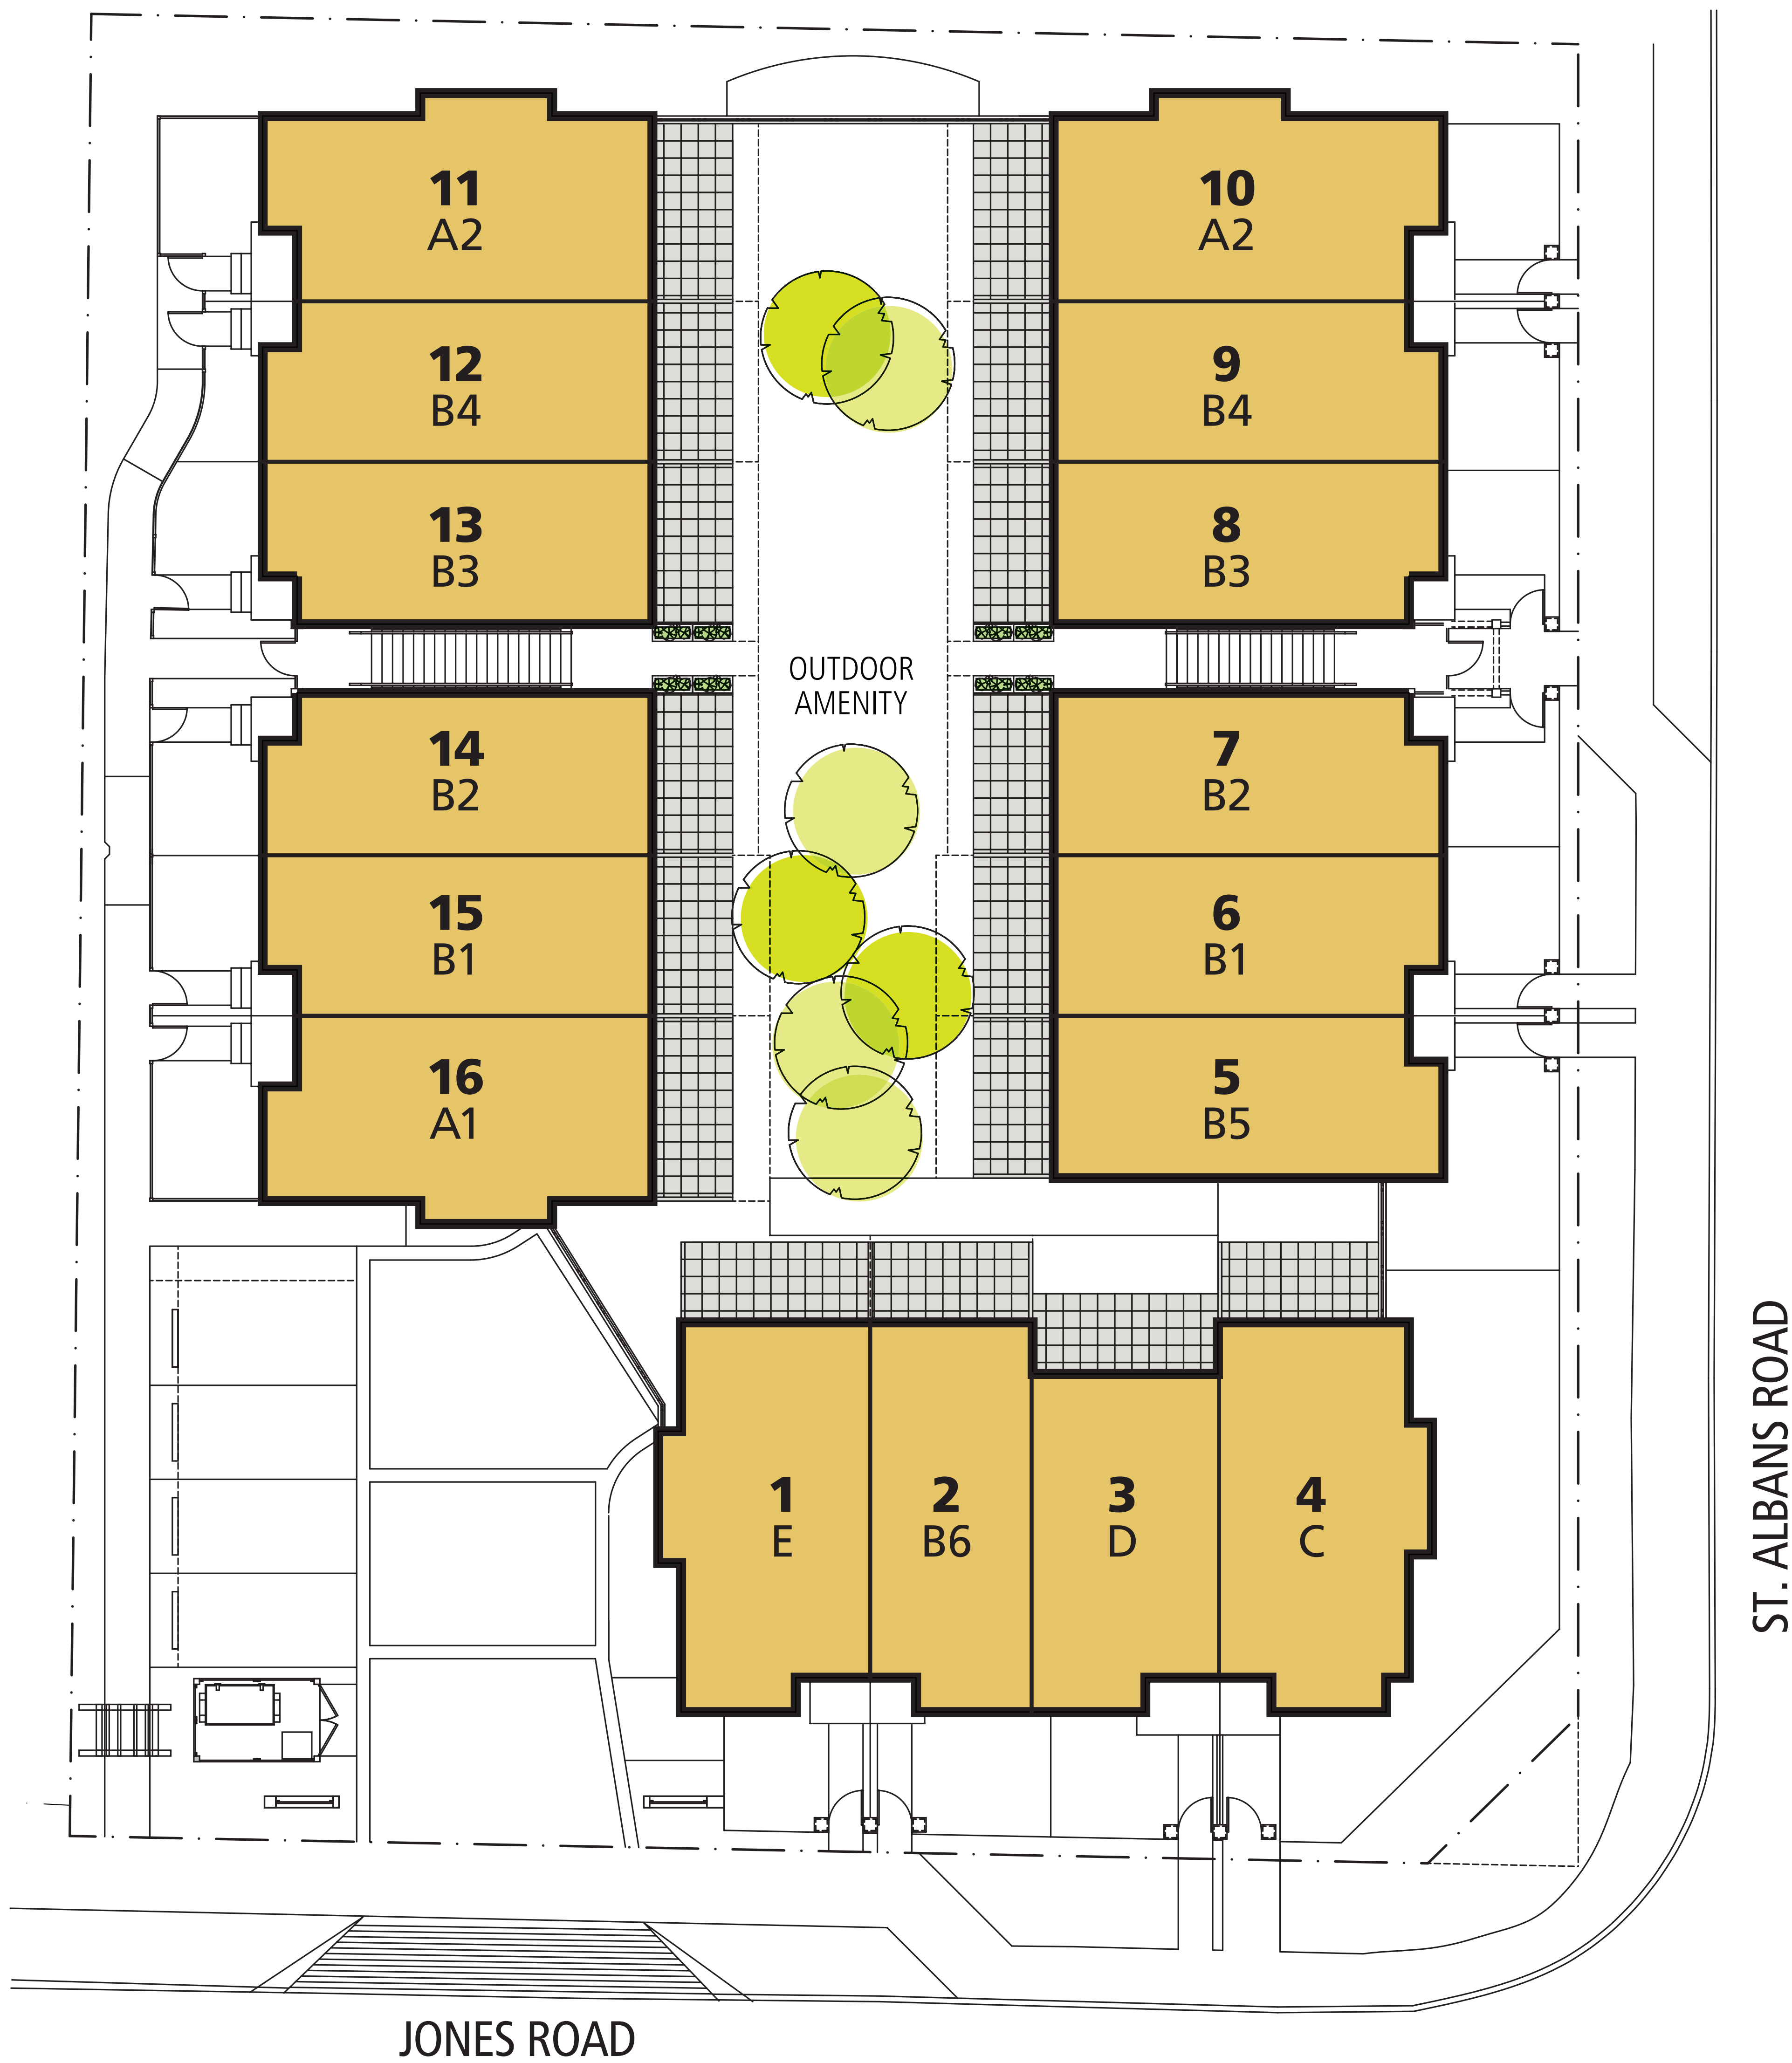 11
A2
10
A2
12
B4
9
B4
13
B3
8
B3
OUTDOOR
AMENITY
14
B2
7
B2
15
B1
6
B1
16
A1
5
B5
1
E
2
B6
3
D
4
C
ST. ALBANS ROAD
JONES ROAD